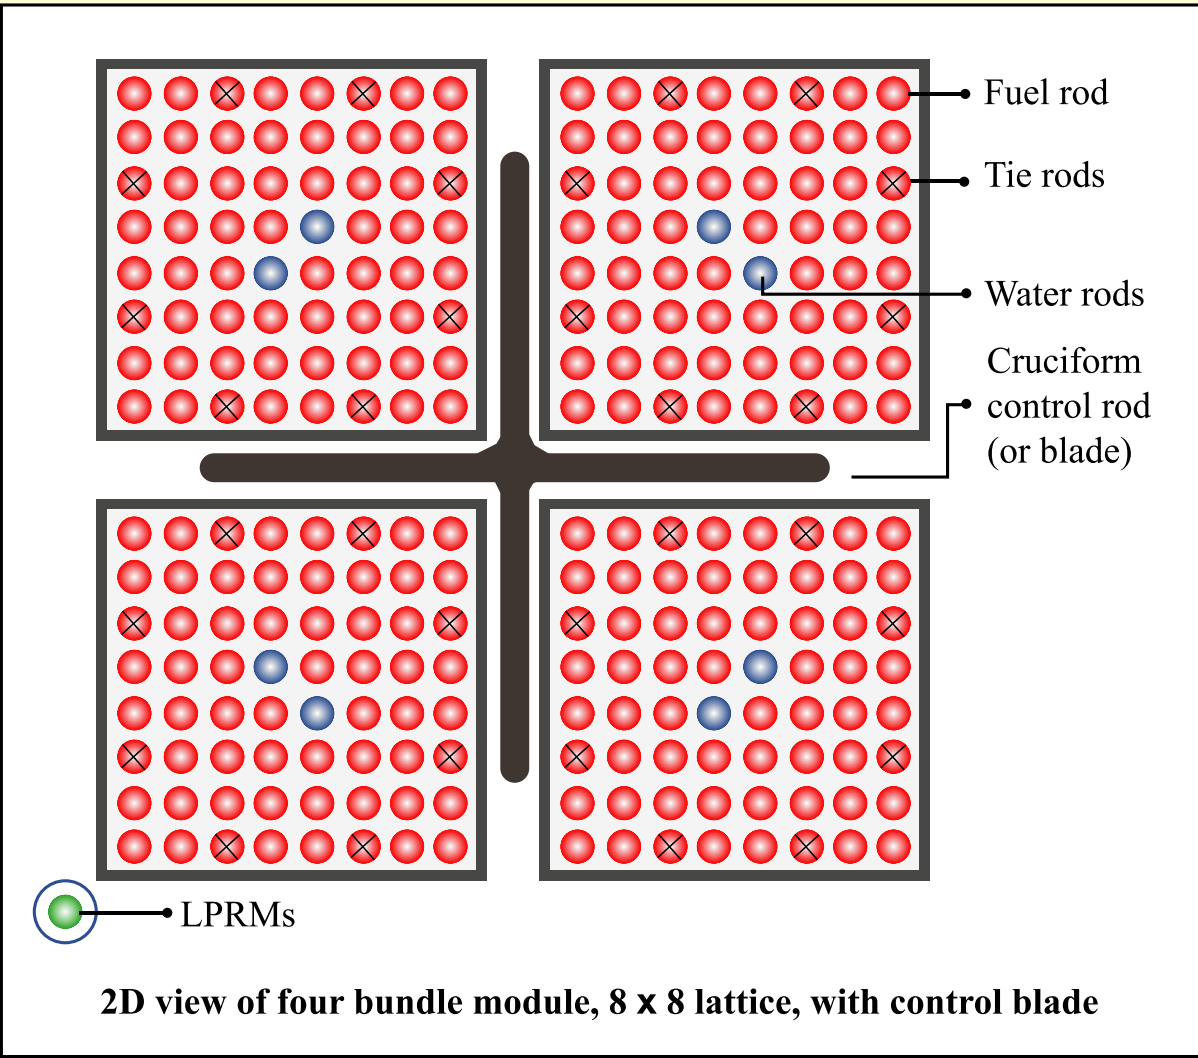 Fuel rod
Tie rods
Water rods
Cruciform
control rod
(or blade)
LPRMs
2D view of four bundle module, 8 x 8 lattice, with control blade